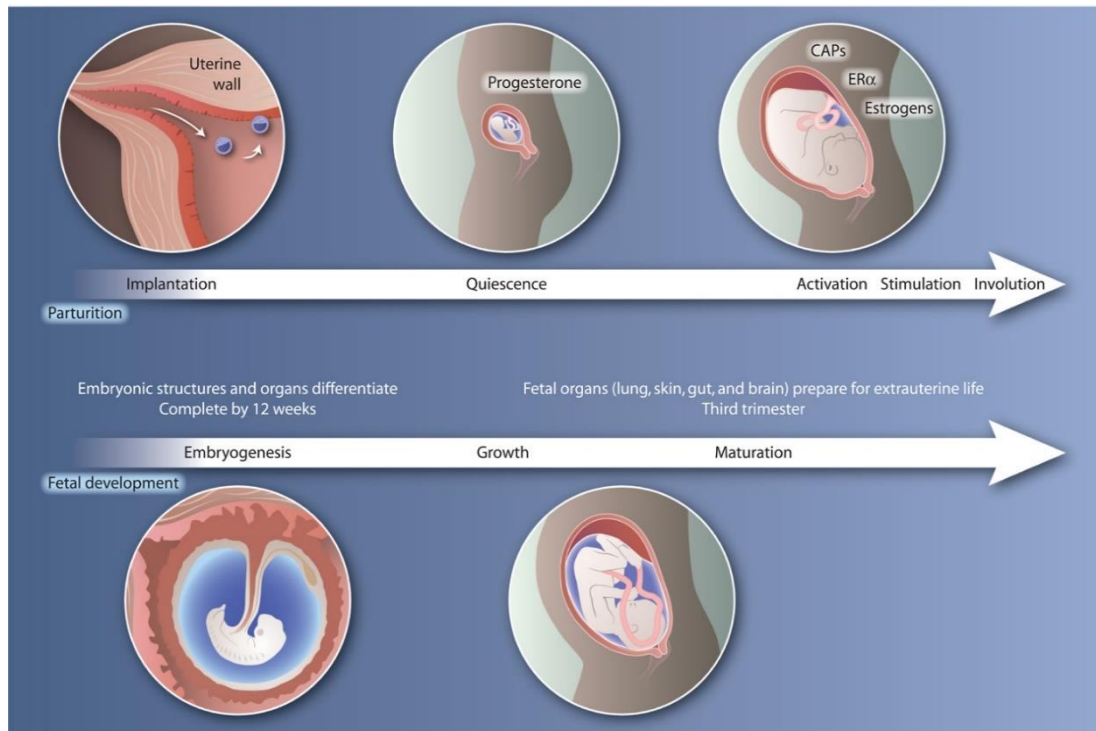 Uterine
wall
Progesterone
CAPs
ERα
Estrogens
Implantation
Quiescence
Activation
Stimulation
Involution
Parturition
Embryonic structures and organs differentiate
Complete by 12 weeks
Fetal organs (lung, skin, gut, and brain) prepare for extrauterine life
Third trimester
Embryogenesis
Growth
Maturation
Fetal development